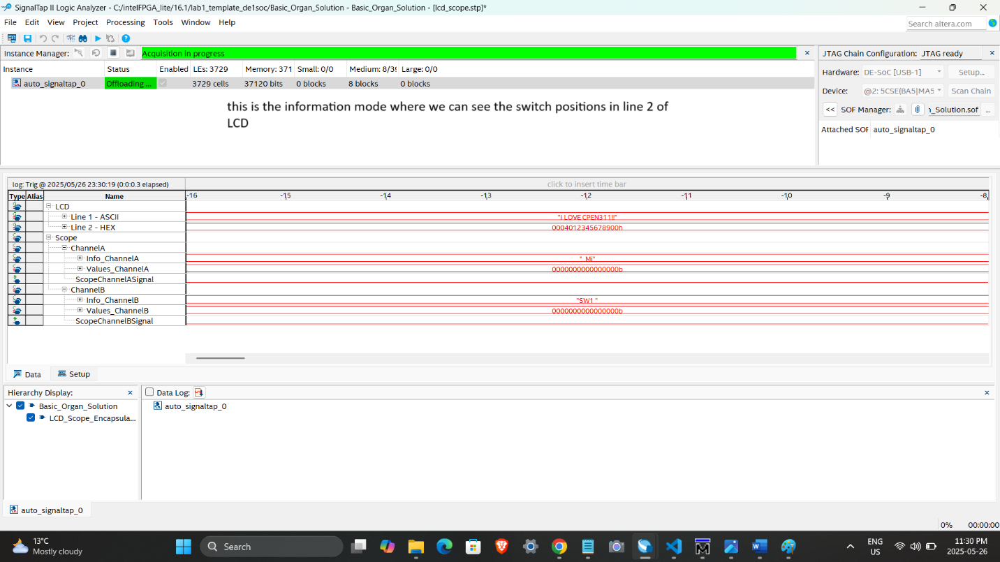 SignalTap II Logic Analyzer - C:/intelFPGA_lite/16.1/lab1_template_de1soc/Basic_Organ_Solution - Basic_Organ_Solution - [lcd_scope.stp]*
File Edit View Project Processing Tools Window Help
Search altera.com
Instance Manager: Acquisition in progress
JTAG Chain Configuration: JTAG ready
Instance Status Enabled LEs: 3729 Memory: 371 Small: 0/0 Medium: 8/39 Large: 0/0
auto_signaltap_0 Offloading ... 3729 cells 37120 bits 0 blocks 8 blocks 0 blocks
Hardware: DE-SoC [USB-1] Setup...
Device: @2: 5CSE(BA5|MA5 Scan Chain
<< SOF Manager: n_Solution.sof ...
Attached SOF auto_signaltap_0
this is the information mode where we can see the switch positions in line 2 of
LCD
log: Trig @ 2025/05/26 23:30:19 (0:0:0.3 elapsed) click to insert time bar
Type Alias Name -16 -15 -14 -13 -12 -11 -10 -9 -8
LCD
Line 1 - ASCII "I LOVE CPEN311!!"
Line 2 - HEX 0004012345678900h
Scope
ChannelA
Info_ChannelA " Mi"
Values_ChannelA 0000000000000000b
ScopeChannelASignal
ChannelB
Info_ChannelB "SW1 "
Values_ChannelB 0000000000000000b
ScopeChannelBSignal
Data Setup
Hierarchy Display: Data Log:
Basic_Organ_Solution auto_signaltap_0
LCD_Scope_Encapsula...
auto_signaltap_0
0% 00:00:00
13°C
Mostly cloudy
Search
ENG
US
11:30 PM
2025-05-26